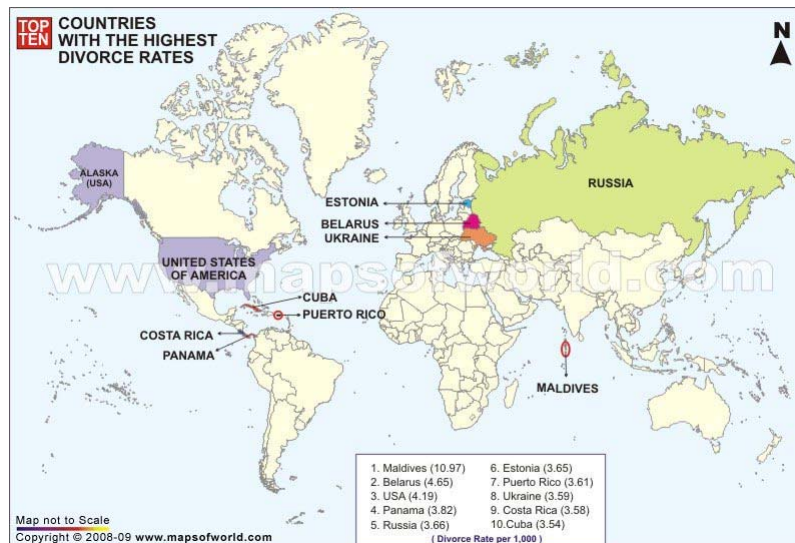 TOP
TEN
COUNTRIES
WITH THE HIGHEST
DIVORCE RATES
N
ALASKA
(USA)
RUSSIA
ESTONIA
BELARUS
UKRAINE
UNITED STATES
OF AMERICA
www.mapsofworld.com
CUBA
PUERTO RICO
COSTA RICA
PANAMA
MALDIVES
1. Maldives (10.97)
2. Belarus (4.65)
3. USA (4.19)
4. Panama (3.82)
5. Russia (3.66)
6. Estonia (3.65)
7. Puerto Rico (3.61)
8. Ukraine (3.59)
9. Costa Rica (3.58)
10.Cuba (3.54)
( Divorce Rate per 1,000 )
Map not to Scale
Copyright © 2008-09 www.mapsofworld.com